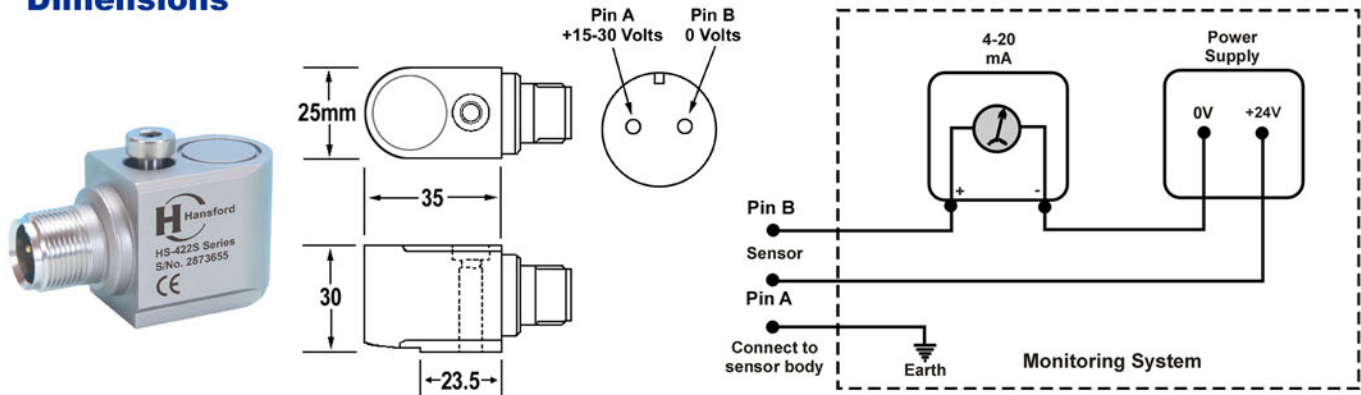 Dimensions
Pin A
+15-30 Volts
Pin B
0 Volts
25mm
35
30
23.5
H Hansford
HS-422S Series
S/No. 2873655
CE
4-20
mA
Power
Supply
0V
+24V
+
-
Pin B
Sensor
Pin A
Connect to
sensor body
Earth
Monitoring System